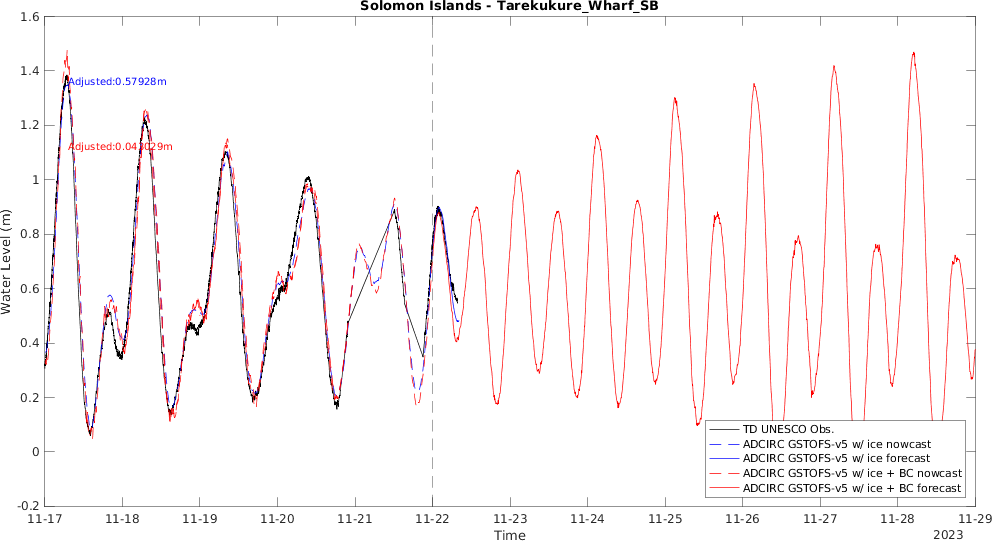 Solomon Islands - Tarekukure_Wharf_SB
1.6
1.4
1.2
1
0.8
0.6
0.4
0.2
0
-0.2
Water Level (m)
Adjusted:0.57928m
Adjusted:0.043029m
TD UNESCO Obs.
ADCIRC GSTOFS-v5 w/ ice nowcast
ADCIRC GSTOFS-v5 w/ ice forecast
ADCIRC GSTOFS-v5 w/ ice + BC nowcast
ADCIRC GSTOFS-v5 w/ ice + BC forecast
11-17 11-18 11-19 11-20 11-21 11-22 11-23 11-24 11-25 11-26 11-27 11-28 11-29
Time
2023